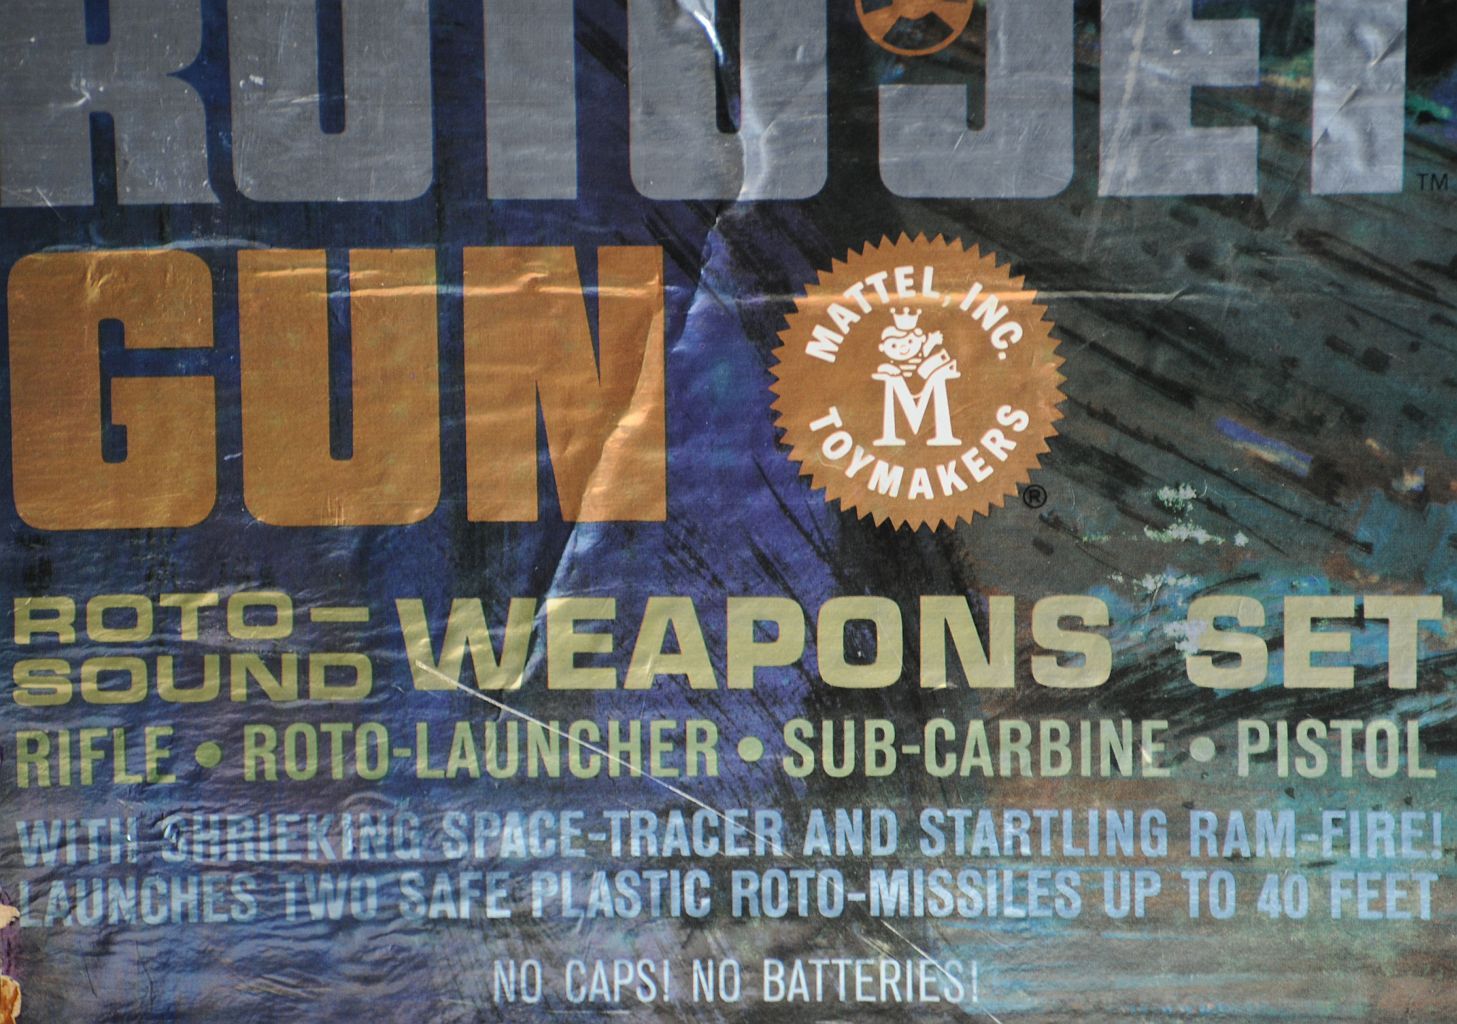 ROTO JET ™
GUN
MATTEL, INC.
M
TOYMAKERS
®
ROTO-
SOUND WEAPONS SET
RIFLE • ROTO-LAUNCHER • SUB-CARBINE • PISTOL
WITH SHRIEKING SPACE-TRACER AND STARTLING RAM-FIRE!
LAUNCHES TWO SAFE PLASTIC ROTO-MISSILES UP TO 40 FEET
NO CAPS! NO BATTERIES!